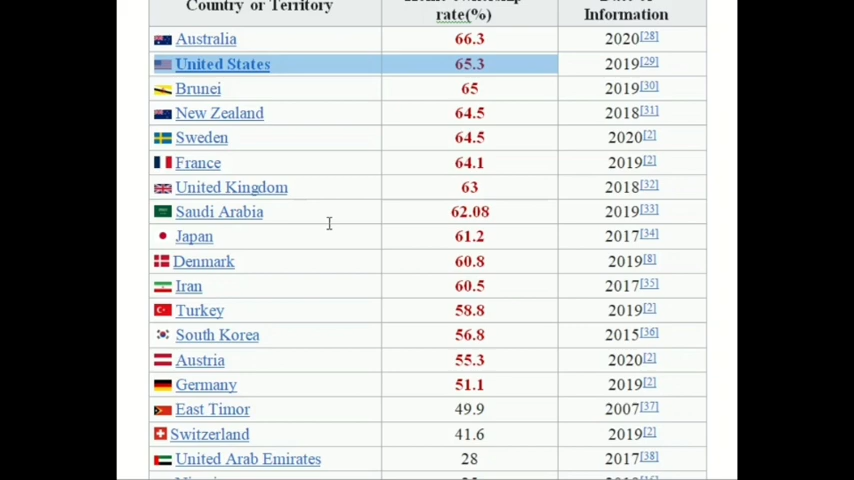 Country or Territory
rate(%)
Information
Australia 66.3 2020[28]
United States 65.3 2019[29]
Brunei 65 2019[30]
New Zealand 64.5 2018[31]
Sweden 64.5 2020[2]
France 64.1 2019[2]
United Kingdom 63 2018[32]
Saudi Arabia 62.08 2019[33]
Japan 61.2 2017[34]
Denmark 60.8 2019[8]
Iran 60.5 2017[35]
Turkey 58.8 2019[2]
South Korea 56.8 2015[36]
Austria 55.3 2020[2]
Germany 51.1 2019[2]
East Timor 49.9 2007[37]
Switzerland 41.6 2019[2]
United Arab Emirates 28 2017[38]